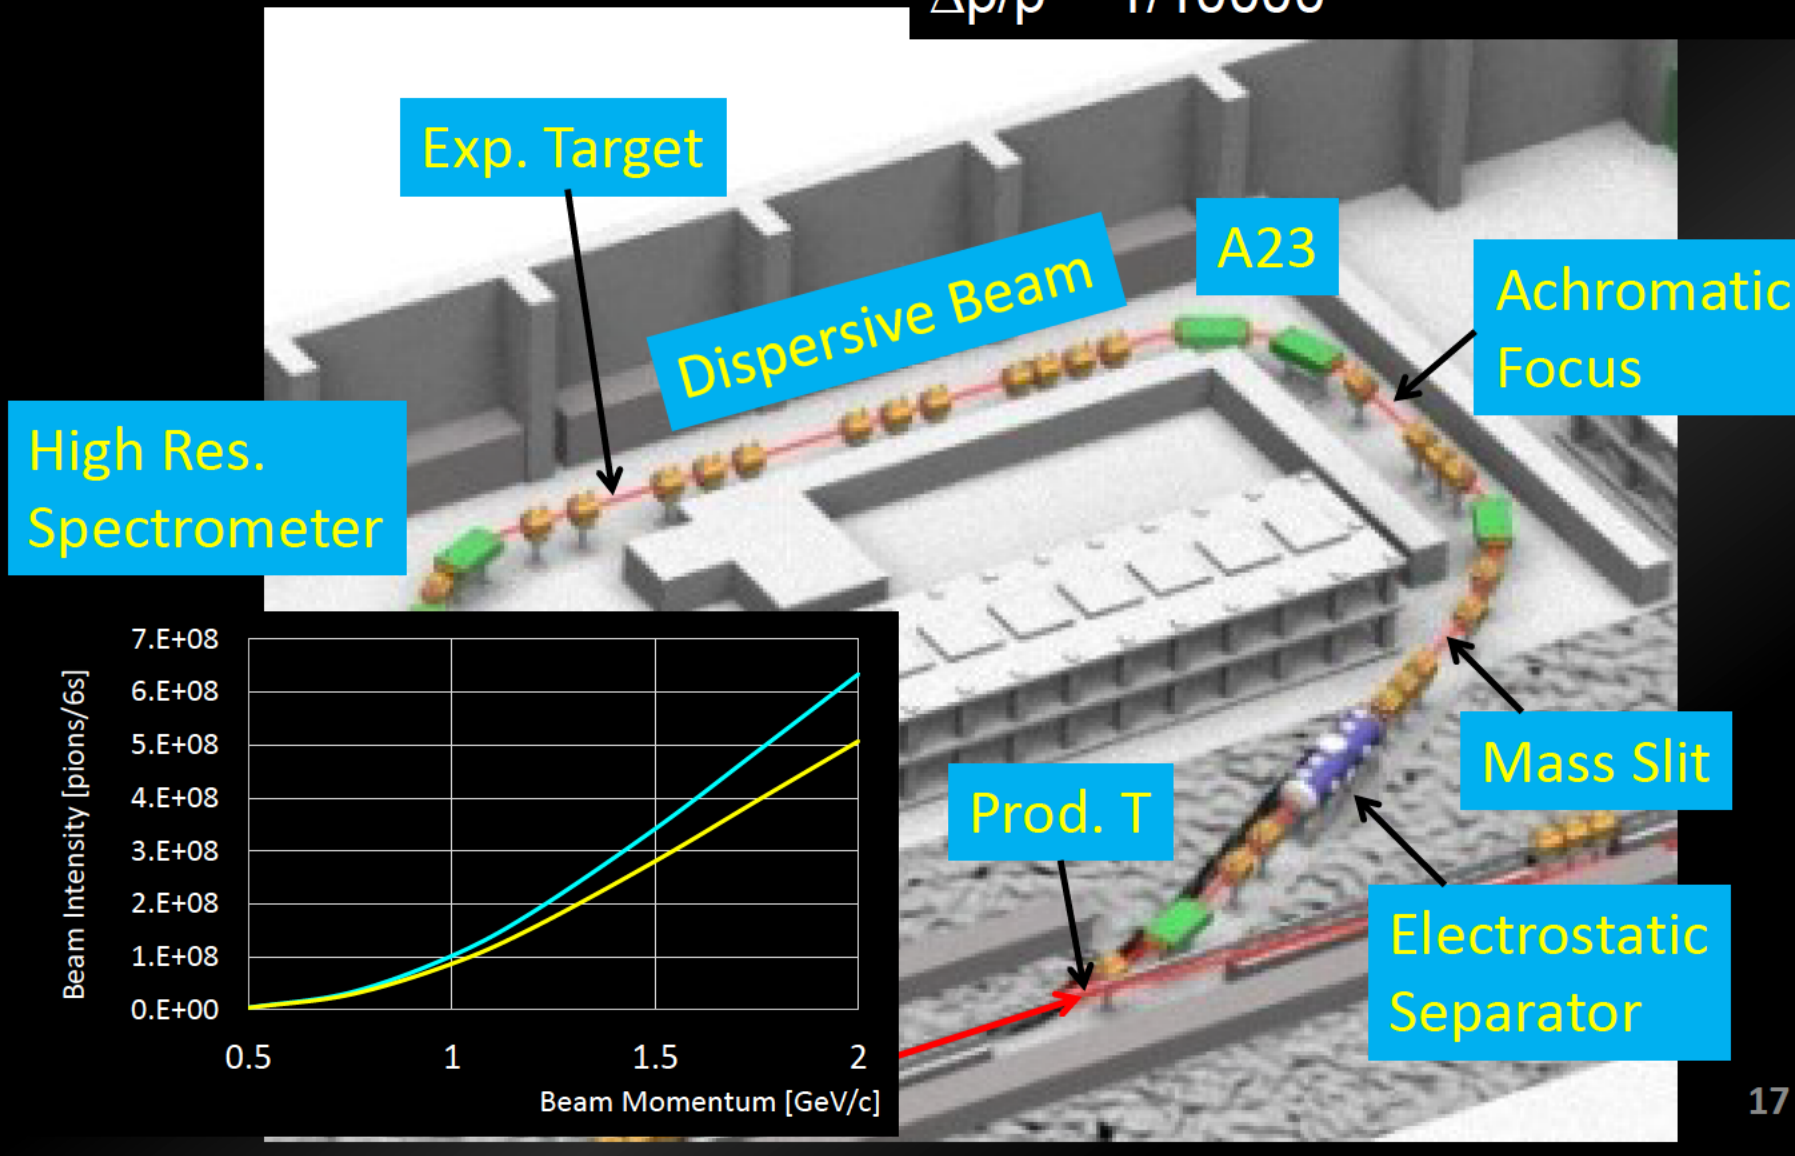 Δp/p
Exp. Target
A23
Dispersive Beam
Achromatic
Focus
High Res.
Spectrometer
Mass Slit
Prod. T
Electrostatic
Separator
7.E+08
6.E+08
5.E+08
4.E+08
3.E+08
2.E+08
1.E+08
0.E+00
Beam Intensity [pions/6s]
0.5 1 1.5 2
Beam Momentum [GeV/c]
17